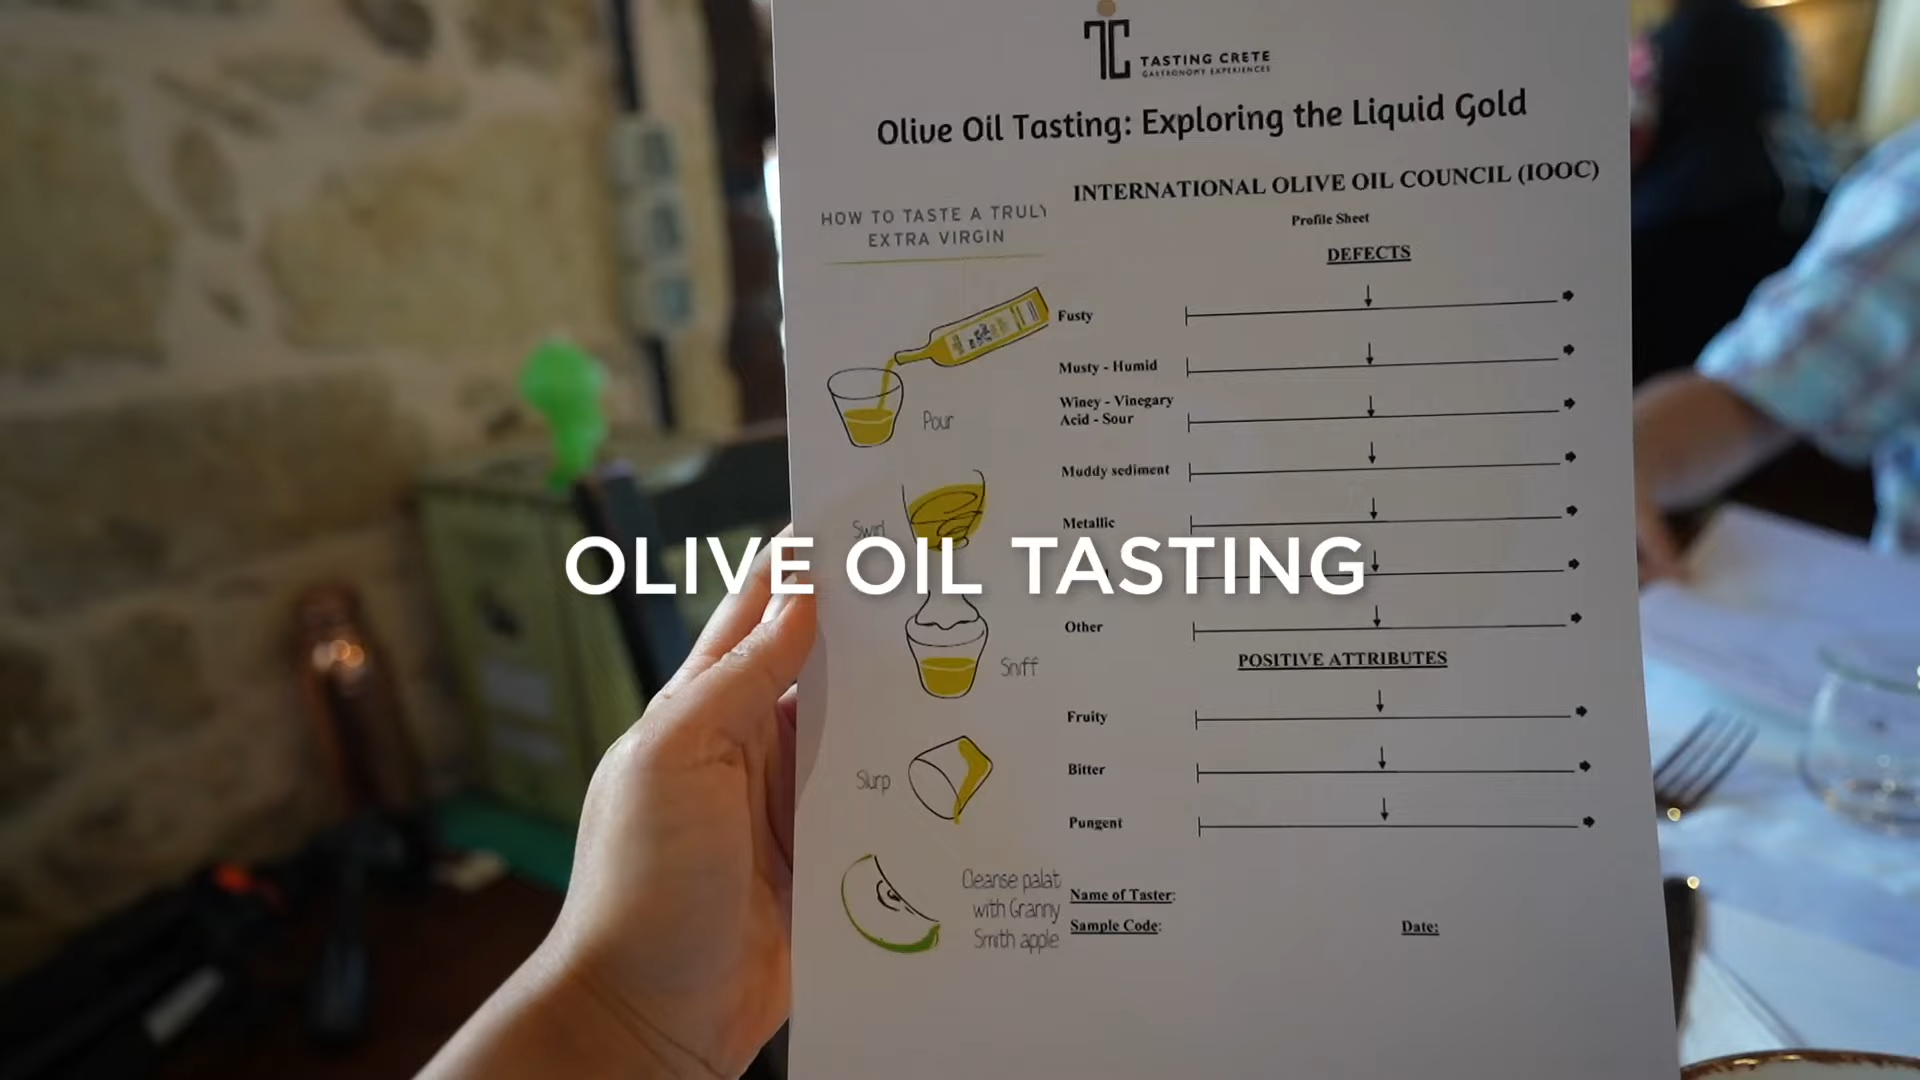 TASTING CRETE
GASTRONOMY EXPERIENCES
Olive Oil Tasting: Exploring the Liquid Gold
HOW TO TASTE A TRULY
EXTRA VIRGIN
Pour
Swirl
Sniff
Slurp
Cleanse palat
with Granny
Smith apple
INTERNATIONAL OLIVE OIL COUNCIL (IOOC)
Profile Sheet
DEFECTS
Fusty
Musty - Humid
Winey - Vinegary
Acid - Sour
Muddy sediment
Metallic
Other
POSITIVE ATTRIBUTES
Fruity
Bitter
Pungent
Name of Taster:
Sample Code:
Date:
OLIVE OIL TASTING